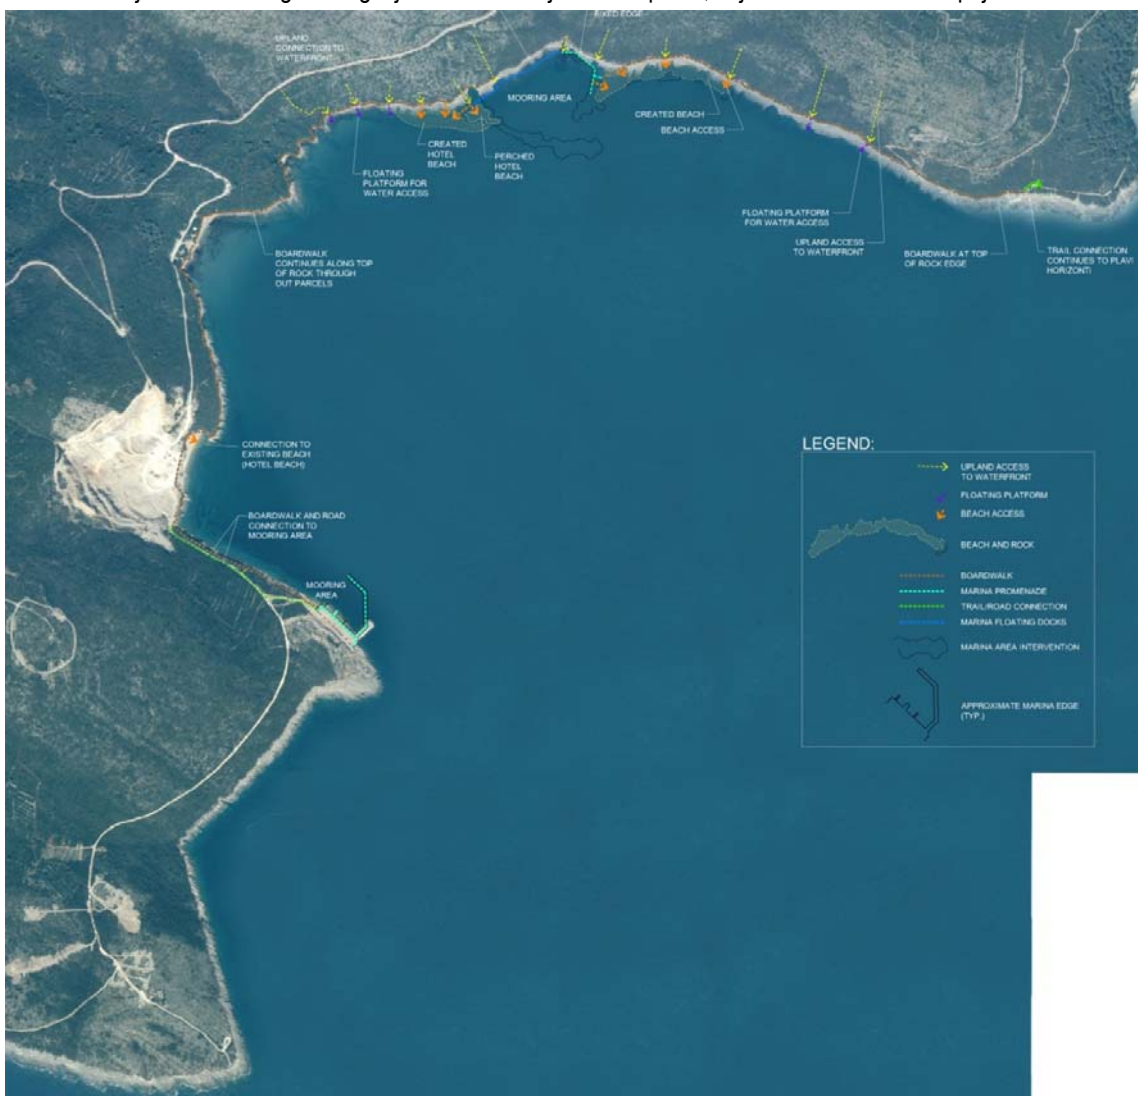 FIXED EDGE
UPLAND
CONNECTION TO
WATERFRONT
MOORING AREA
CREATED BEACH
BEACH ACCESS
CREATED
HOTEL
BEACH
PERCHED
HOTEL
BEACH
FLOATING
PLATFORM FOR
WATER ACCESS
FLOATING PLATFORM
FOR WATER ACCESS
UPLAND ACCESS
TO WATERFRONT
BOARDWALK AT TOP
OF ROCK EDGE
TRAIL CONNECTION
CONTINUES TO PLAVI
HORIZONTI
BOARDWALK
CONTINUES ALONG TOP
OF ROCK THROUGH
OUT PARCELS
CONNECTION TO
EXISTING BEACH
(HOTEL BEACH)
BOARDWALK AND ROAD
CONNECTION TO
MOORING AREA
MOORING
AREA
LEGEND:
UPLAND ACCESS
TO WATERFRONT
FLOATING PLATFORM
BEACH ACCESS
BEACH AND ROCK
BOARDWALK
MARINA PROMENADE
TRAIL/ROAD CONNECTION
MARINA FLOATING DOCKS
MARINA AREA INTERVENTION
APPROXIMATE MARINA EDGE
(TYP.)